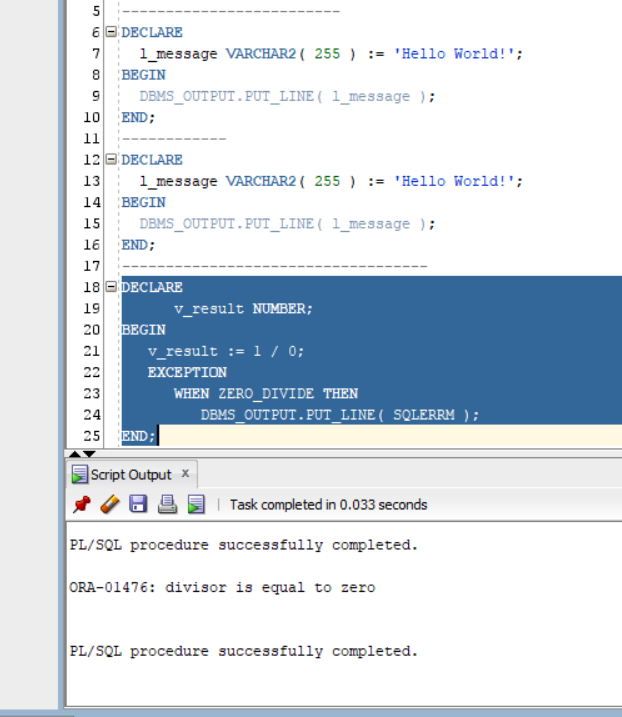 5 -------------------------
6 DECLARE
7 l_message VARCHAR2( 255 ) := 'Hello World!';
8 BEGIN
9 DBMS_OUTPUT.PUT_LINE( l_message );
10 END;
11 ------------
12 DECLARE
13 l_message VARCHAR2( 255 ) := 'Hello World!';
14 BEGIN
15 DBMS_OUTPUT.PUT_LINE( l_message );
16 END;
17 -----------------------------------
18 DECLARE
19 v_result NUMBER;
20 BEGIN
21 v_result := 1 / 0;
22 EXCEPTION
23 WHEN ZERO_DIVIDE THEN
24 DBMS_OUTPUT.PUT_LINE( SQLERRM );
25 END;
Script Output x
Task completed in 0.033 seconds
PL/SQL procedure successfully completed.
ORA-01476: divisor is equal to zero
PL/SQL procedure successfully completed.